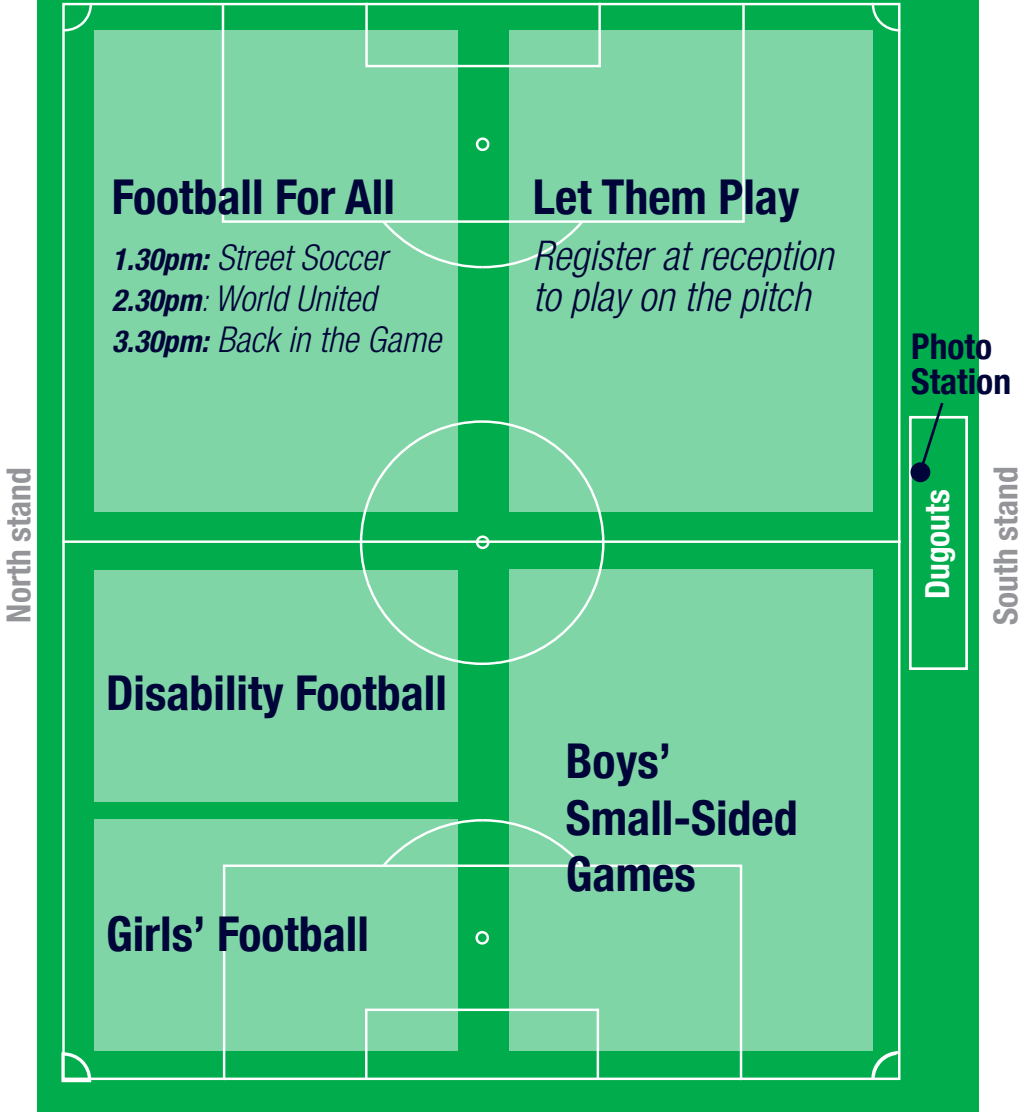 Football For All
1.30pm: Street Soccer
2.30pm: World United
3.30pm: Back in the Game
Let Them Play
Register at reception
to play on the pitch
Photo
Station
Dugouts
North stand
South stand
Disability Football
Boys’
Small-Sided
Games
Girls’ Football